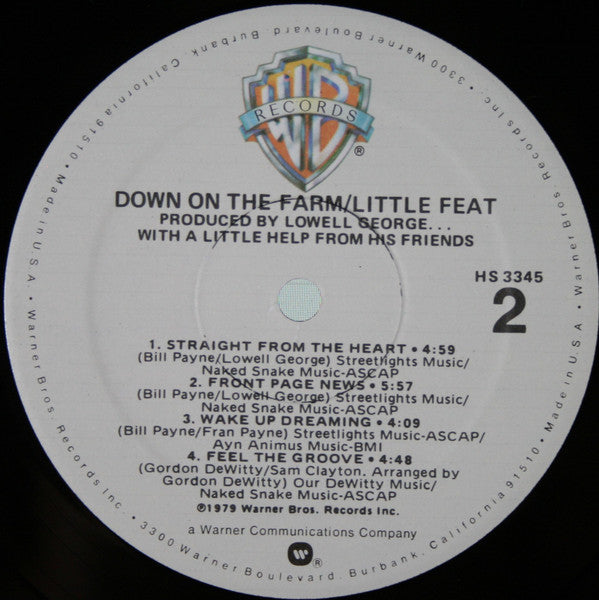 WB
RECORDS
®
DOWN ON THE FARM/LITTLE FEAT
PRODUCED BY LOWELL GEORGE...
WITH A LITTLE HELP FROM HIS FRIENDS
HS 3345
2
1. STRAIGHT FROM THE HEART • 4:59
(Bill Payne/Lowell George) Streetlights Music/
Naked Snake Music-ASCAP
2. FRONT PAGE NEWS • 5:57
(Bill Payne/Lowell George) Streetlights Music/
Naked Snake Music-ASCAP
3. WAKE UP DREAMING • 4:09
(Bill Payne/Fran Payne) Streetlights Music-ASCAP/
Ayn Animus Music-BMI
4. FEEL THE GROOVE • 4:48
(Gordon DeWitty/Sam Clayton. Arranged by
Gordon DeWitty) Our DeWitty Music/
Naked Snake Music-ASCAP
℗1979 Warner Bros. Records Inc.
a Warner Communications Company
W®
Warner Bros. Records Inc. • 3300 Warner Boulevard, Burbank, California 91510 • Made in U.S.A. • Warner Bros. Records Inc. • 3300 Warner Boulevard, Burbank, California 91510 • Made in U.S.A. •